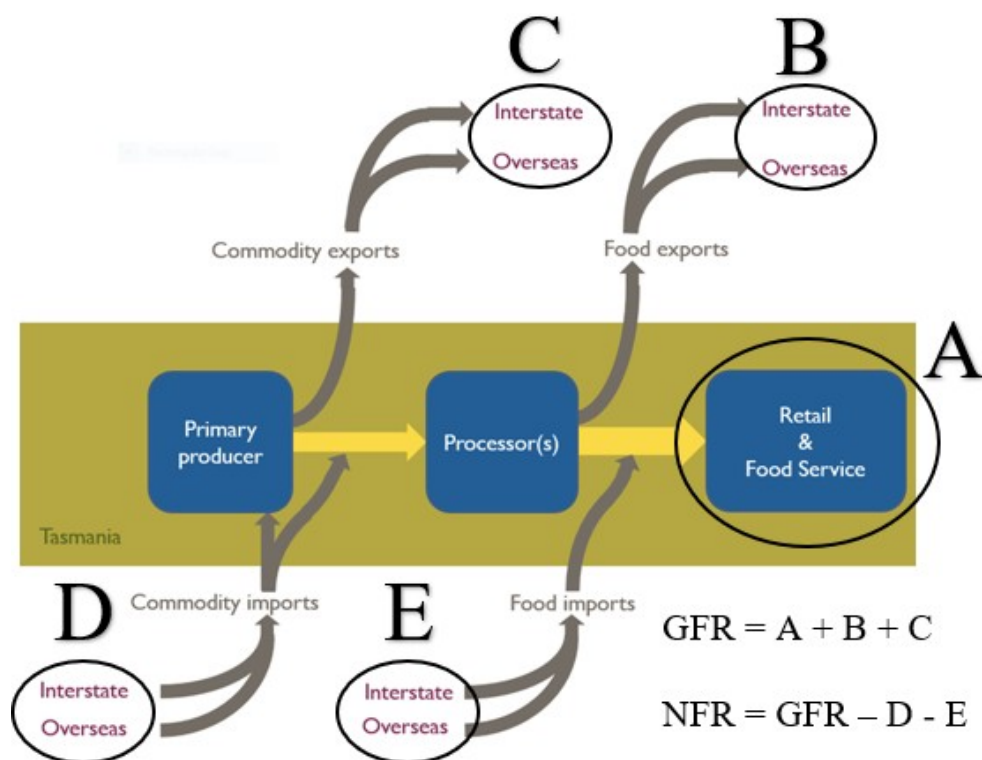 C
B
Interstate
Overseas
Interstate
Overseas
Commodity exports
Food exports
A
Primary
producer
Processor(s)
Retail
&
Food Service
Tasmania
D
Commodity imports
E
Food imports
Interstate
Overseas
Interstate
Overseas
GFR = A + B + C
NFR = GFR – D - E